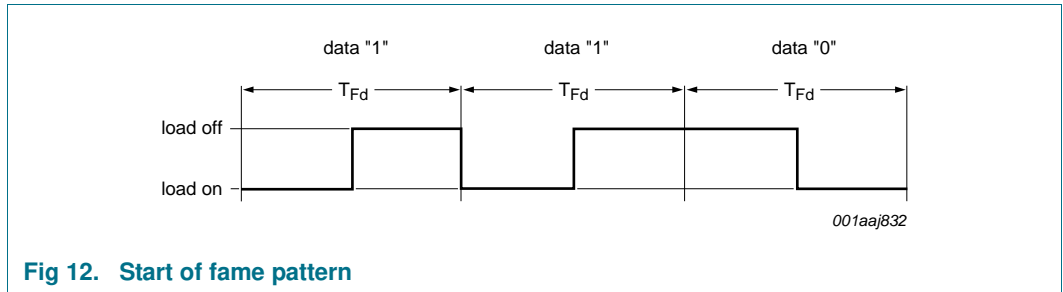 data "1" data "1" data "0"
TFd TFd TFd
load off
load on
001aaj832
Fig 12. Start of fame pattern